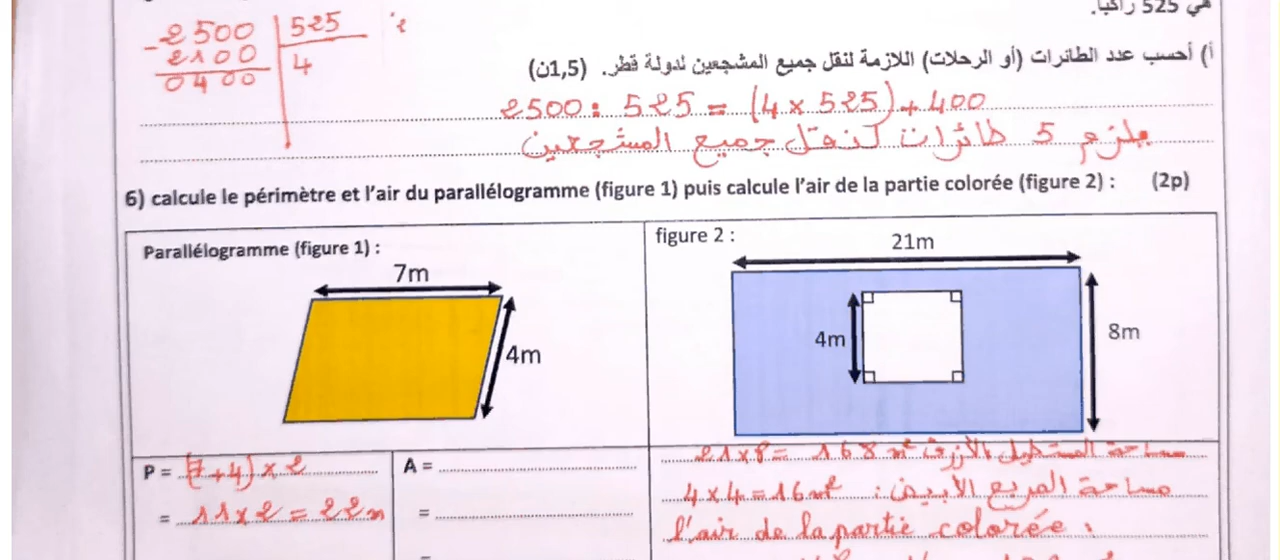 هي 525 راكبا.
- 2500 | 525
2100 | 4
0400
أ) أحسب عدد الطائرات (أو الرحلات) اللازمة لنقل جميع المشجعين لدولة قطر. (1,5ن)
2500 : 525 = (4 x 525) + 400
يلزم 5 طائرات لنقل جميع المشجعين
6) calcule le périmètre et l'air du parallélogramme (figure 1) puis calcule l'air de la partie colorée (figure 2) : (2p)
Parallélogramme (figure 1) :
7m
4m
figure 2 :
21m
4m
8m
P = (7+4) x 2
= 11 x 2 = 22m
A =
=
=
مساحة المستطيل الأزرق 21 x 8 = 168 m²
مساحة المربع الأبيض : 4 x 4 = 16 m²
l'air de la partie colorée :